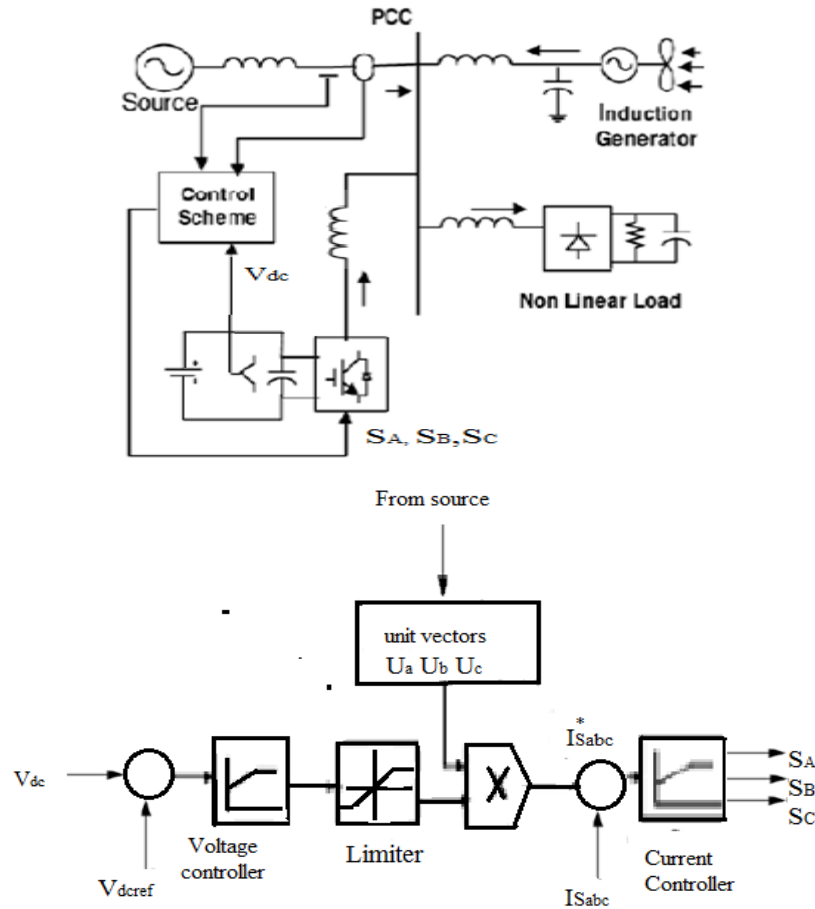 PCC
Source
Induction
Generator
Control
Scheme
Vdc
Non Linear Load
SA, SB,SC
From source
unit vectors
Ua Ub Uc
I*Sabc
Vdc
SA
SB
SC
Voltage
controller
Limiter
Current
Controller
Vdcref
ISabc